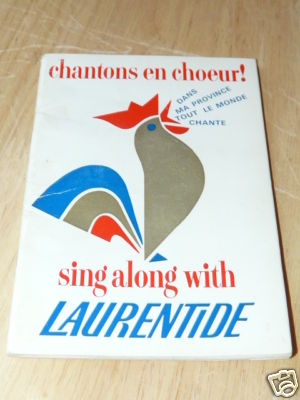 chantons en choeur!
DANS
MA PROVINCE
TOUT LE MONDE
CHANTE
sing along with
LAURENTIDE